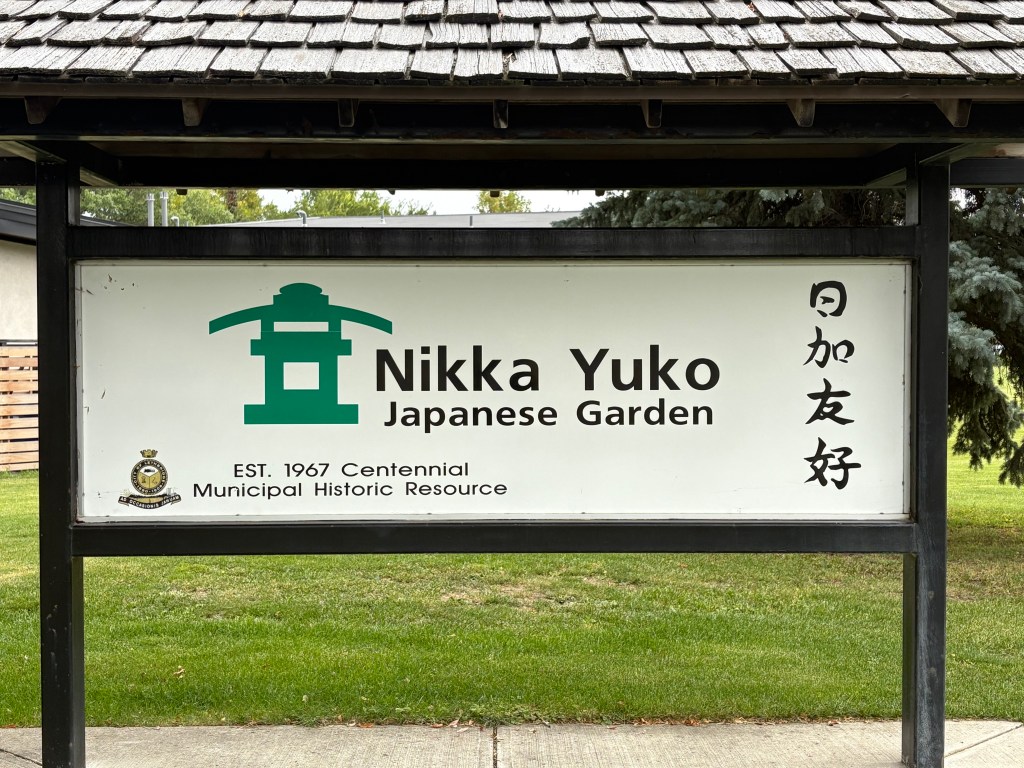 Nikka Yuko
Japanese Garden
EST. 1967 Centennial
Municipal Historic Resource
日加友好